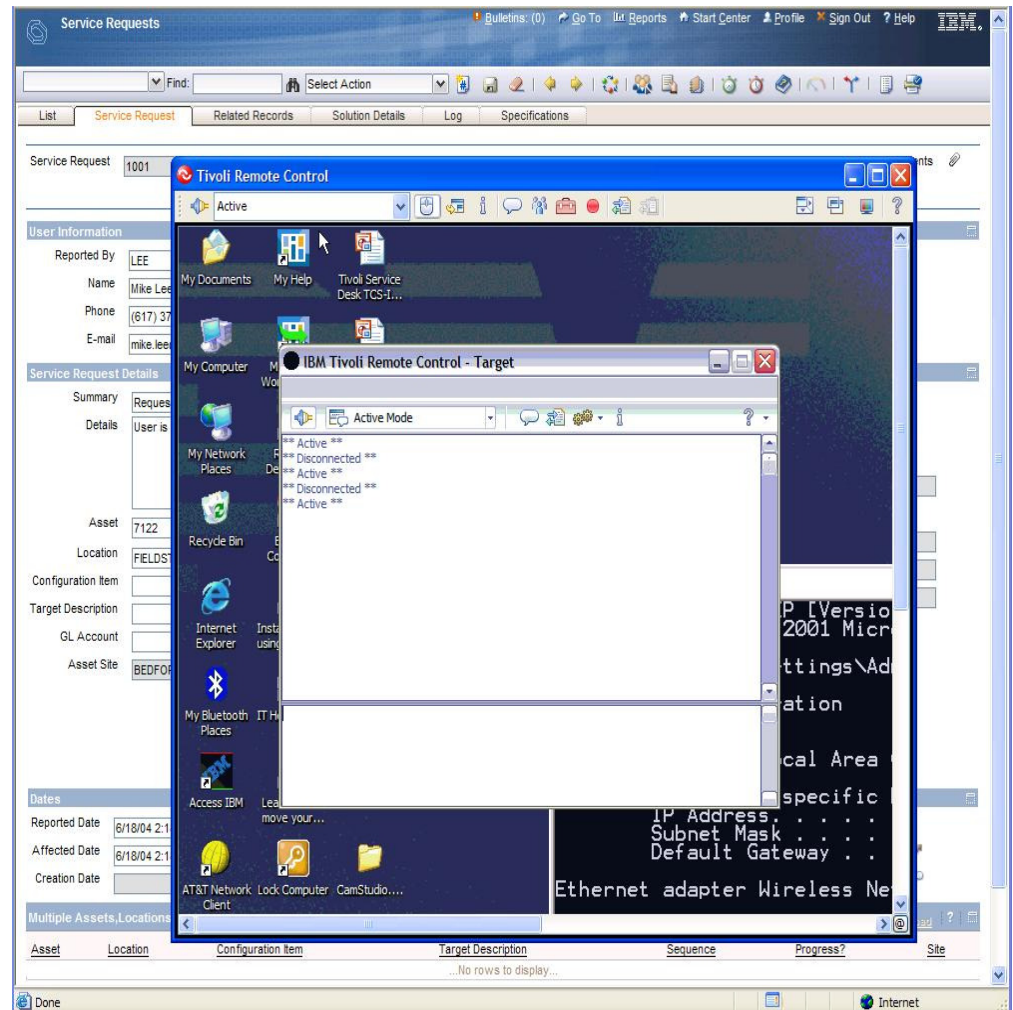 Service Requests
Bulletins: (0) Go To Reports Start Center Profile Sign Out ? Help IBM.
Find: Select Action
List Service Request Related Records Solution Details Log Specifications
Service Request 1001
Tivoli Remote Control
Active
User Information
Reported By LEE
Name Mike Lee
Phone (617) 37
E-mail
Service Request Details
Summary
Details User is
Asset 7122
Location
Configuration Item
Target Description
GL Account
Asset Site
My Documents My Help Tivoli Service
Desk TCS-I...
My Computer
My Network
Places
Recycle Bin
Internet
Explorer using
My Bluetooth
Places
Access IBM
move your...
AT&T Network Lock Computer CamStudio....
Client
IBM Tivoli Remote Control - Target
Active Mode
** Active **
** Disconnected **
** Active **
** Disconnected **
** Active **
2001 Micr
ttings\Ad
ation
cal Area
specific
IP Address. . . . .
Subnet Mask . . . .
Default Gateway . .
Ethernet adapter Wireless Ne
Dates
Reported Date 6/18/04 2:1
Affected Date 6/18/04 2:1
Creation Date
Multiple Assets,Locations
Asset Location Configuration Item Target Description Sequence Progress? Site
...No rows to display...
Done Internet